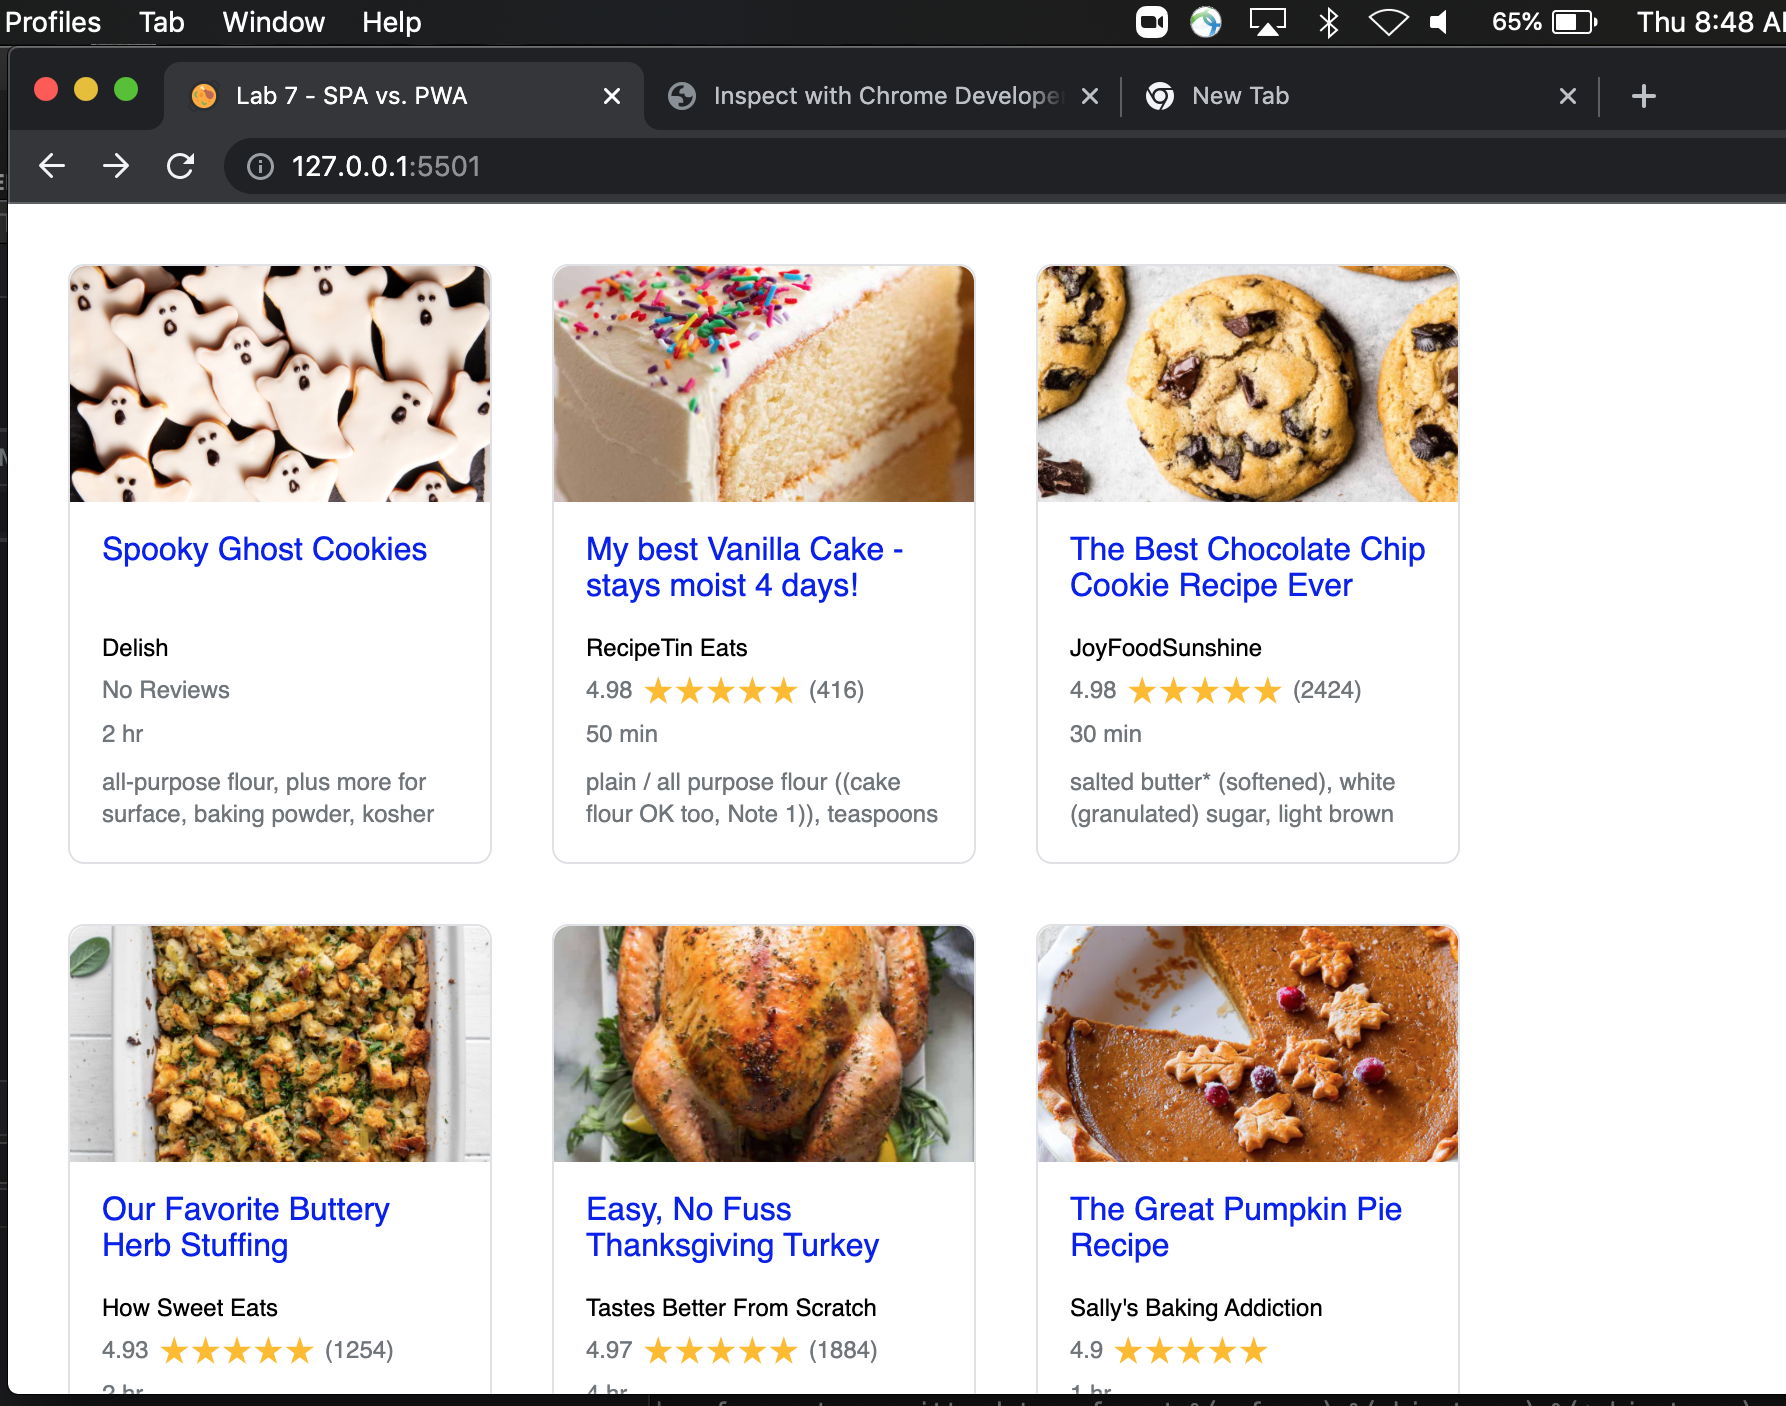 Profiles Tab Window Help 65% Thu 8:48
Lab 7 - SPA vs. PWA Inspect with Chrome Develope New Tab
127.0.0.1:5501
Spooky Ghost Cookies
Delish
No Reviews
2 hr
all-purpose flour, plus more for
surface, baking powder, kosher
My best Vanilla Cake -
stays moist 4 days!
RecipeTin Eats
4.98 ★★★★★ (416)
50 min
plain / all purpose flour ((cake
flour OK too, Note 1)), teaspoons
The Best Chocolate Chip
Cookie Recipe Ever
JoyFoodSunshine
4.98 ★★★★★ (2424)
30 min
salted butter* (softened), white
(granulated) sugar, light brown
Our Favorite Buttery
Herb Stuffing
How Sweet Eats
4.93 ★★★★★ (1254)
2 hr
Easy, No Fuss
Thanksgiving Turkey
Tastes Better From Scratch
4.97 ★★★★★ (1884)
4 hr
The Great Pumpkin Pie
Recipe
Sally's Baking Addiction
4.9 ★★★★★
1 hr